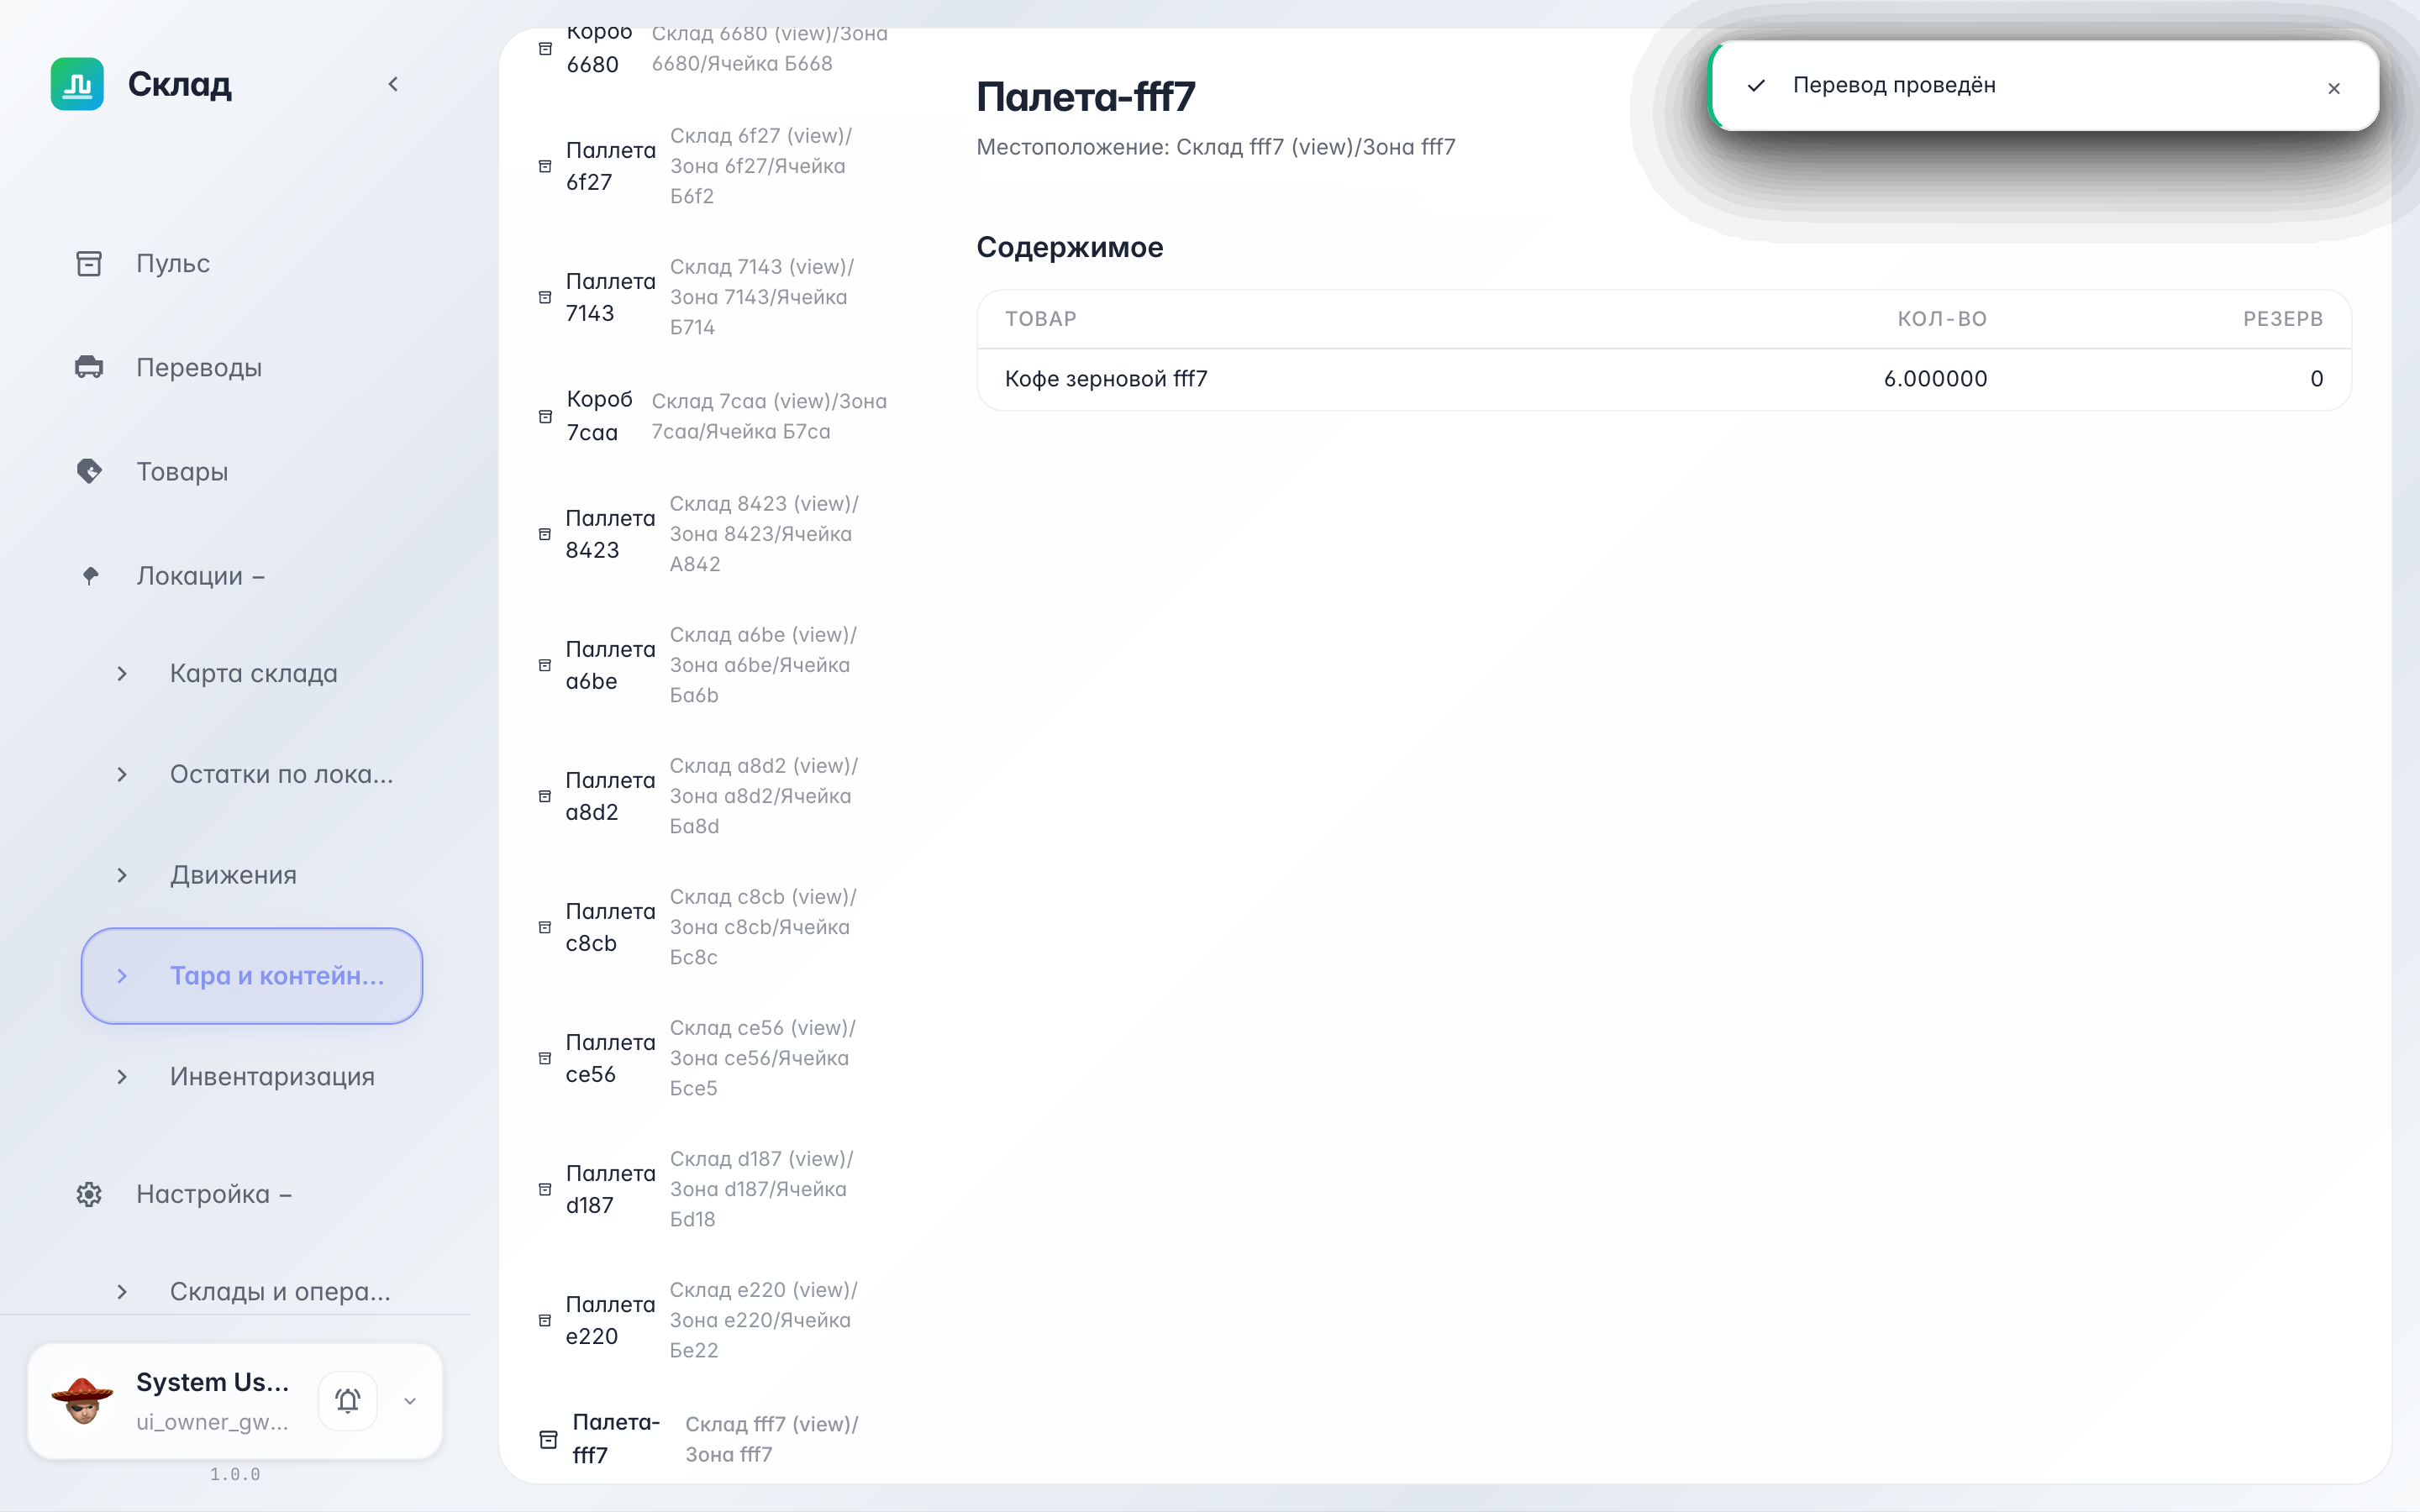 Склад
Пульс
Переводы
Товары
Локации –
Карта склада
Остатки по лока...
Движения
Тара и контейн...
Инвентаризация
Настройка –
Склады и опера...
System Us...
ui_owner_gw...
1.0.0
Короб
6680
Склад 6680 (view)/Зона
6680/Ячейка Б668
Паллета
6f27
Склад 6f27 (view)/
Зона 6f27/Ячейка
Б6f2
Паллета
7143
Склад 7143 (view)/
Зона 7143/Ячейка
Б714
Короб
7caa
Склад 7caa (view)/Зона
7caa/Ячейка Б7ca
Паллета
8423
Склад 8423 (view)/
Зона 8423/Ячейка
А842
Паллета
a6be
Склад a6be (view)/
Зона a6be/Ячейка
Бa6b
Паллета
a8d2
Склад a8d2 (view)/
Зона a8d2/Ячейка
Бa8d
Паллета
c8cb
Склад c8cb (view)/
Зона c8cb/Ячейка
Бc8c
Паллета
ce56
Склад ce56 (view)/
Зона ce56/Ячейка
Бce5
Паллета
d187
Склад d187 (view)/
Зона d187/Ячейка
Бd18
Паллета
e220
Склад e220 (view)/
Зона e220/Ячейка
Бe22
Палета-
fff7
Склад fff7 (view)/
Зона fff7
Палета-fff7
Местоположение: Склад fff7 (view)/Зона fff7
Содержимое
ТОВАР КОЛ-ВО РЕЗЕРВ
Кофе зерновой fff7 6.000000 0
Перевод проведён